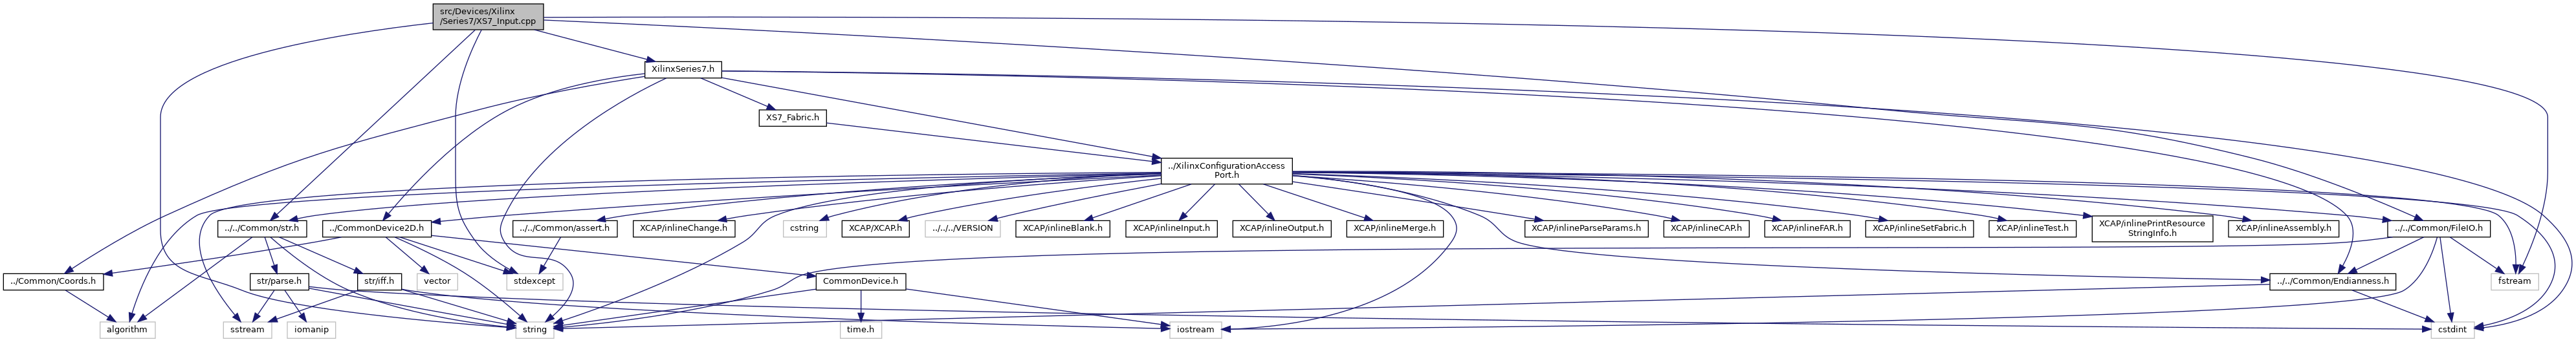 src/Devices/Xilinx
/Series7/XS7_Input.cpp
XilinxSeries7.h
XS7_Fabric.h
../XilinxConfigurationAccess
Port.h
../../Common/str.h
../CommonDevice2D.h
../../Common/assert.h
XCAP/inlineChange.h
cstring
XCAP/XCAP.h
../../../VERSION
XCAP/inlineBlank.h
XCAP/inlineInput.h
XCAP/inlineOutput.h
XCAP/inlineMerge.h
XCAP/inlineParseParams.h
XCAP/inlineCAP.h
XCAP/inlineFAR.h
XCAP/inlineSetFabric.h
XCAP/inlineTest.h
XCAP/inlinePrintResource
StringInfo.h
XCAP/inlineAssembly.h
../../Common/FileIO.h
../Common/Coords.h
str/parse.h
str/iff.h
vector
stdexcept
CommonDevice.h
../../Common/Endianness.h
fstream
algorithm
sstream
iomanip
string
time.h
iostream
cstdint